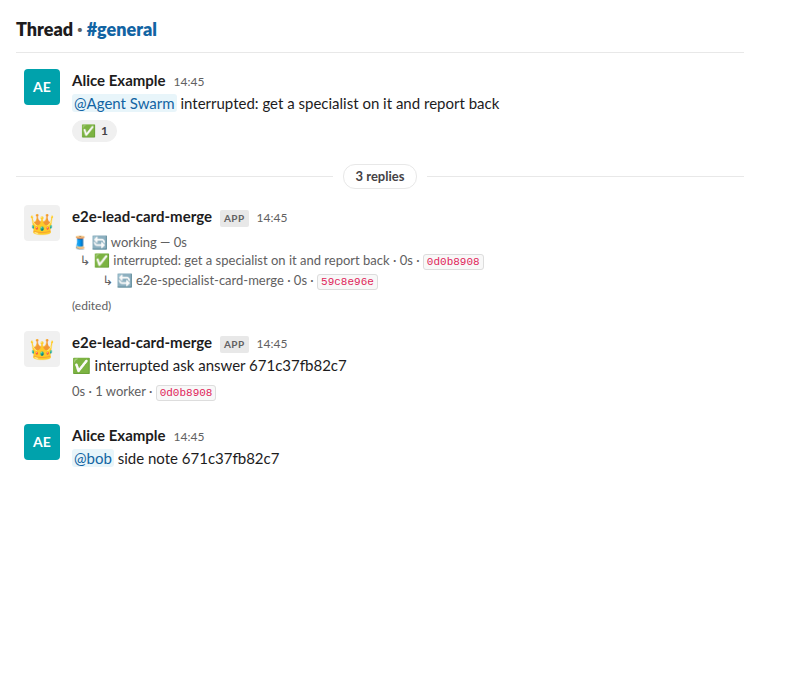 Thread • #general
AE
Alice Example 14:45
@Agent Swarm interrupted: get a specialist on it and report back
✅ 1
3 replies
e2e-lead-card-merge APP 14:45
🧵 🔄 working — 0s
↳ ✅ interrupted: get a specialist on it and report back · 0s · 0d0b8908
↳ 🔄 e2e-specialist-card-merge · 0s · 59c8e96e
(edited)
e2e-lead-card-merge APP 14:45
✅ interrupted ask answer 671c37fb82c7
0s · 1 worker · 0d0b8908
AE
Alice Example 14:45
@bob side note 671c37fb82c7